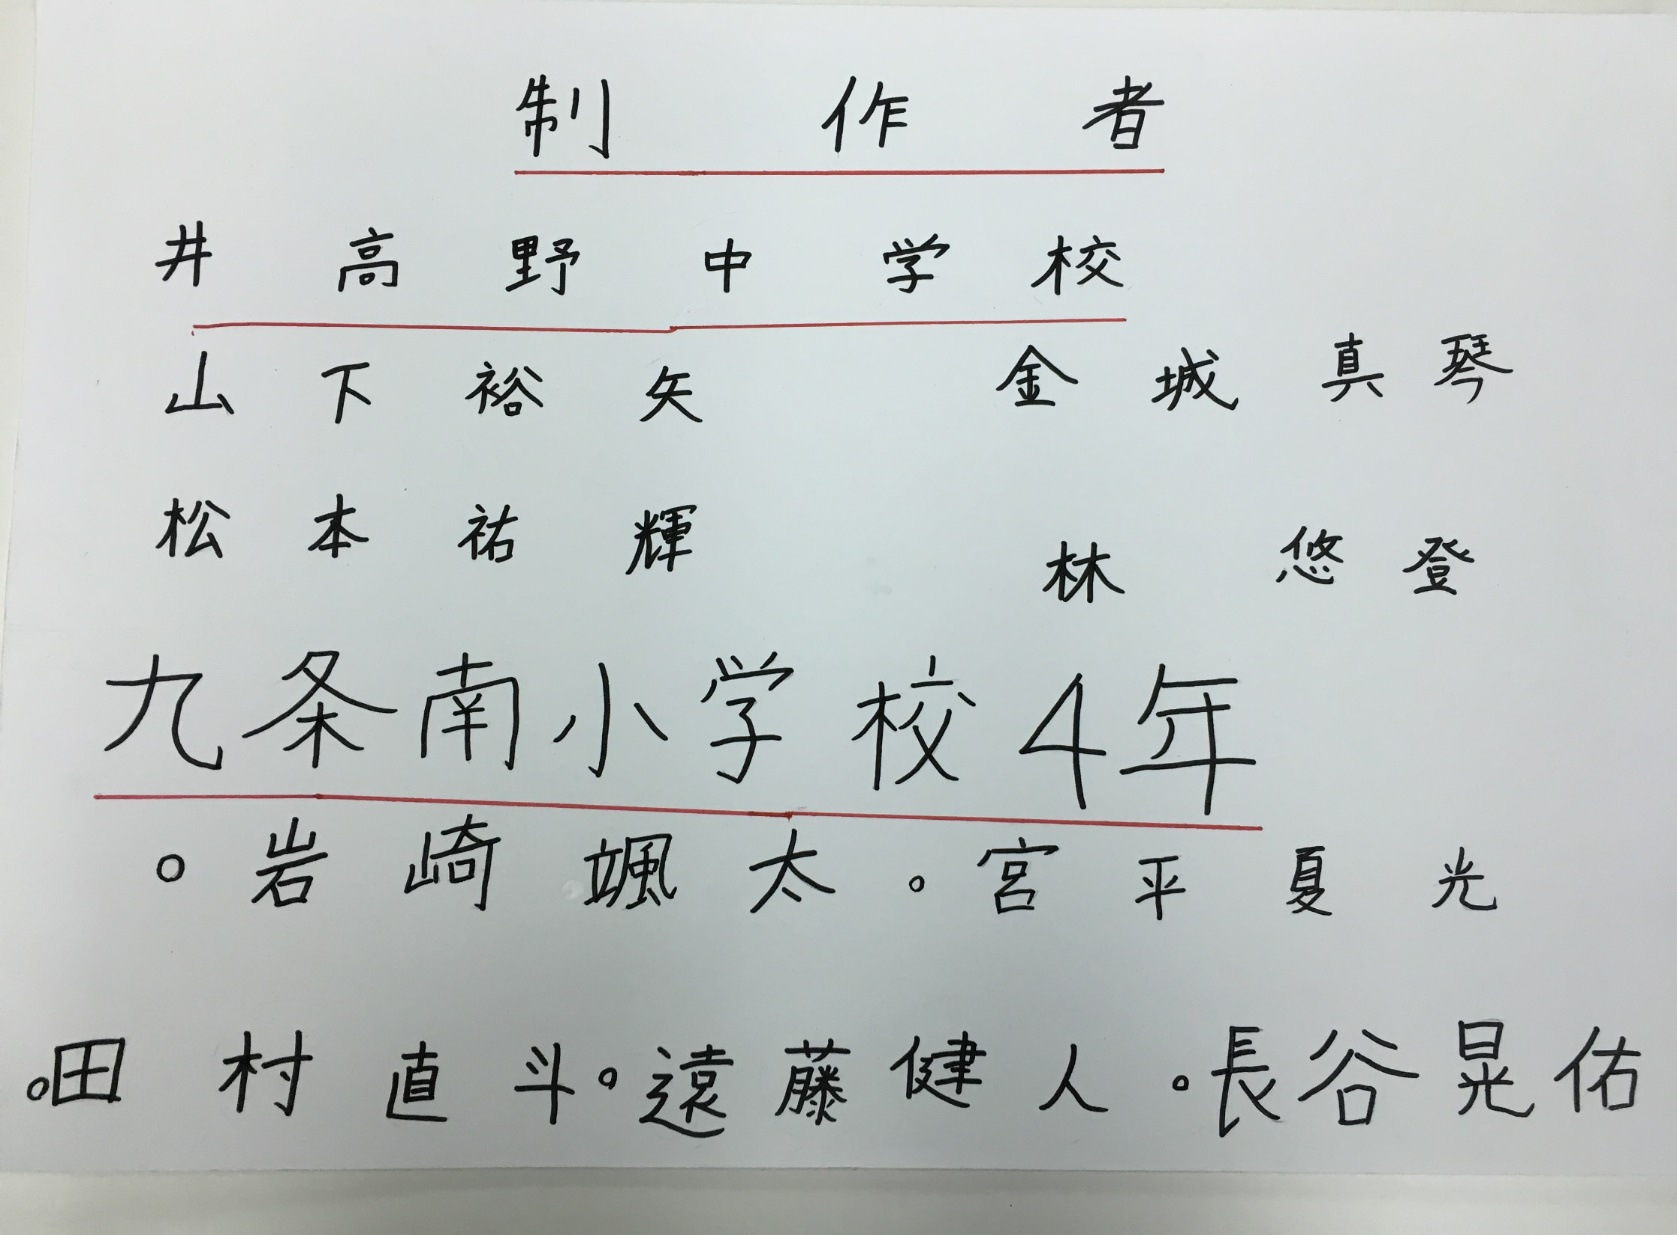 制作者
井高野中学校
山下裕矢 金城真琴
松本祐輝 林悠登
九条南小学校4年
。岩崎颯太 。宮平夏光
。田村直斗 。遠藤健人 。長谷晃佑